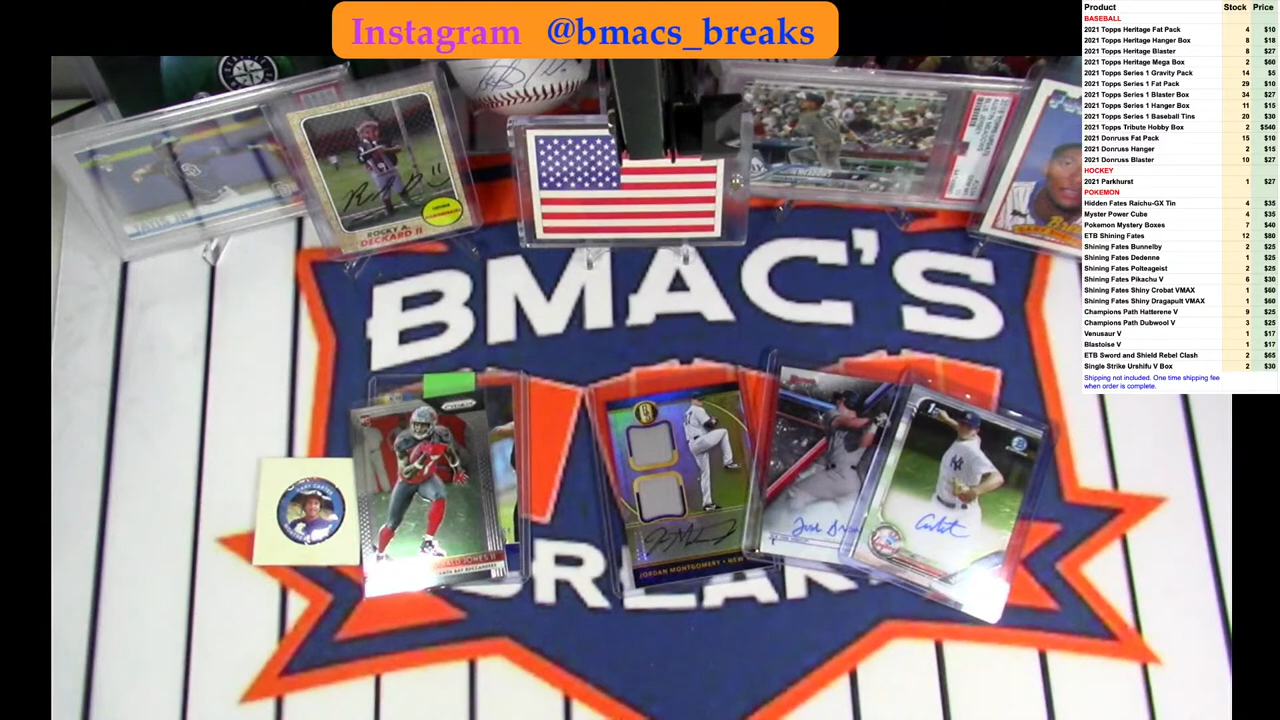 Instagram @bmacs_breaks
Product Stock Price
BASEBALL
2021 Topps Heritage Fat Pack 4 $10
2021 Topps Heritage Hanger Box 8 $18
2021 Topps Heritage Blaster 8 $27
2021 Topps Heritage Mega Box 2 $60
2021 Topps Series 1 Gravity Pack 14 $5
2021 Topps Series 1 Fat Pack 29 $10
2021 Topps Series 1 Blaster Box 34 $27
2021 Topps Series 1 Hanger Box 11 $15
2021 Topps Series 1 Baseball Tins 20 $30
2021 Topps Tribute Hobby Box 2 $540
2021 Donruss Fat Pack 15 $10
2021 Donruss Hanger 2 $15
2021 Donruss Blaster 10 $27
HOCKEY
2021 Parkhurst 1 $27
POKEMON
Hidden Fates Raichu-GX Tin 4 $35
Myster Power Cube 4 $35
Pokemon Mystery Boxes 7 $40
ETB Shining Fates 12 $80
Shining Fates Bunnelby 2 $25
Shining Fates Dedenne 1 $25
Shining Fates Polteageist 2 $25
Shining Fates Pikachu V 6 $30
Shining Fates Shiny Crobat VMAX 1 $60
Shining Fates Shiny Dragapult VMAX 1 $60
Champions Path Hatterene V 9 $25
Champions Path Dubwool V 3 $25
Venusaur V 1 $17
Blastoise V 1 $17
ETB Sword and Shield Rebel Clash 2 $65
Single Strike Urshifu V Box 2 $30
Shipping not included. One time shipping fee
when order is complete.
ROCKY A.
DECKARD II
BMAC'S
GARY CARTER
PRIZM
JONES II
TAMPA BAY BUCCANEERS
JORDAN MONTGOMERY • NEW
1st